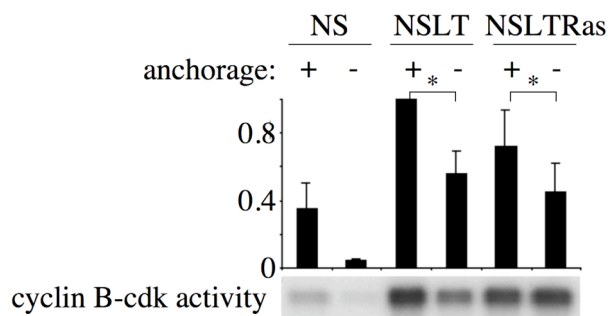 NS NSLT NSLTRas
anchorage: + - + - + -
* *
0.8
0.4
0
cyclin B-cdk activity